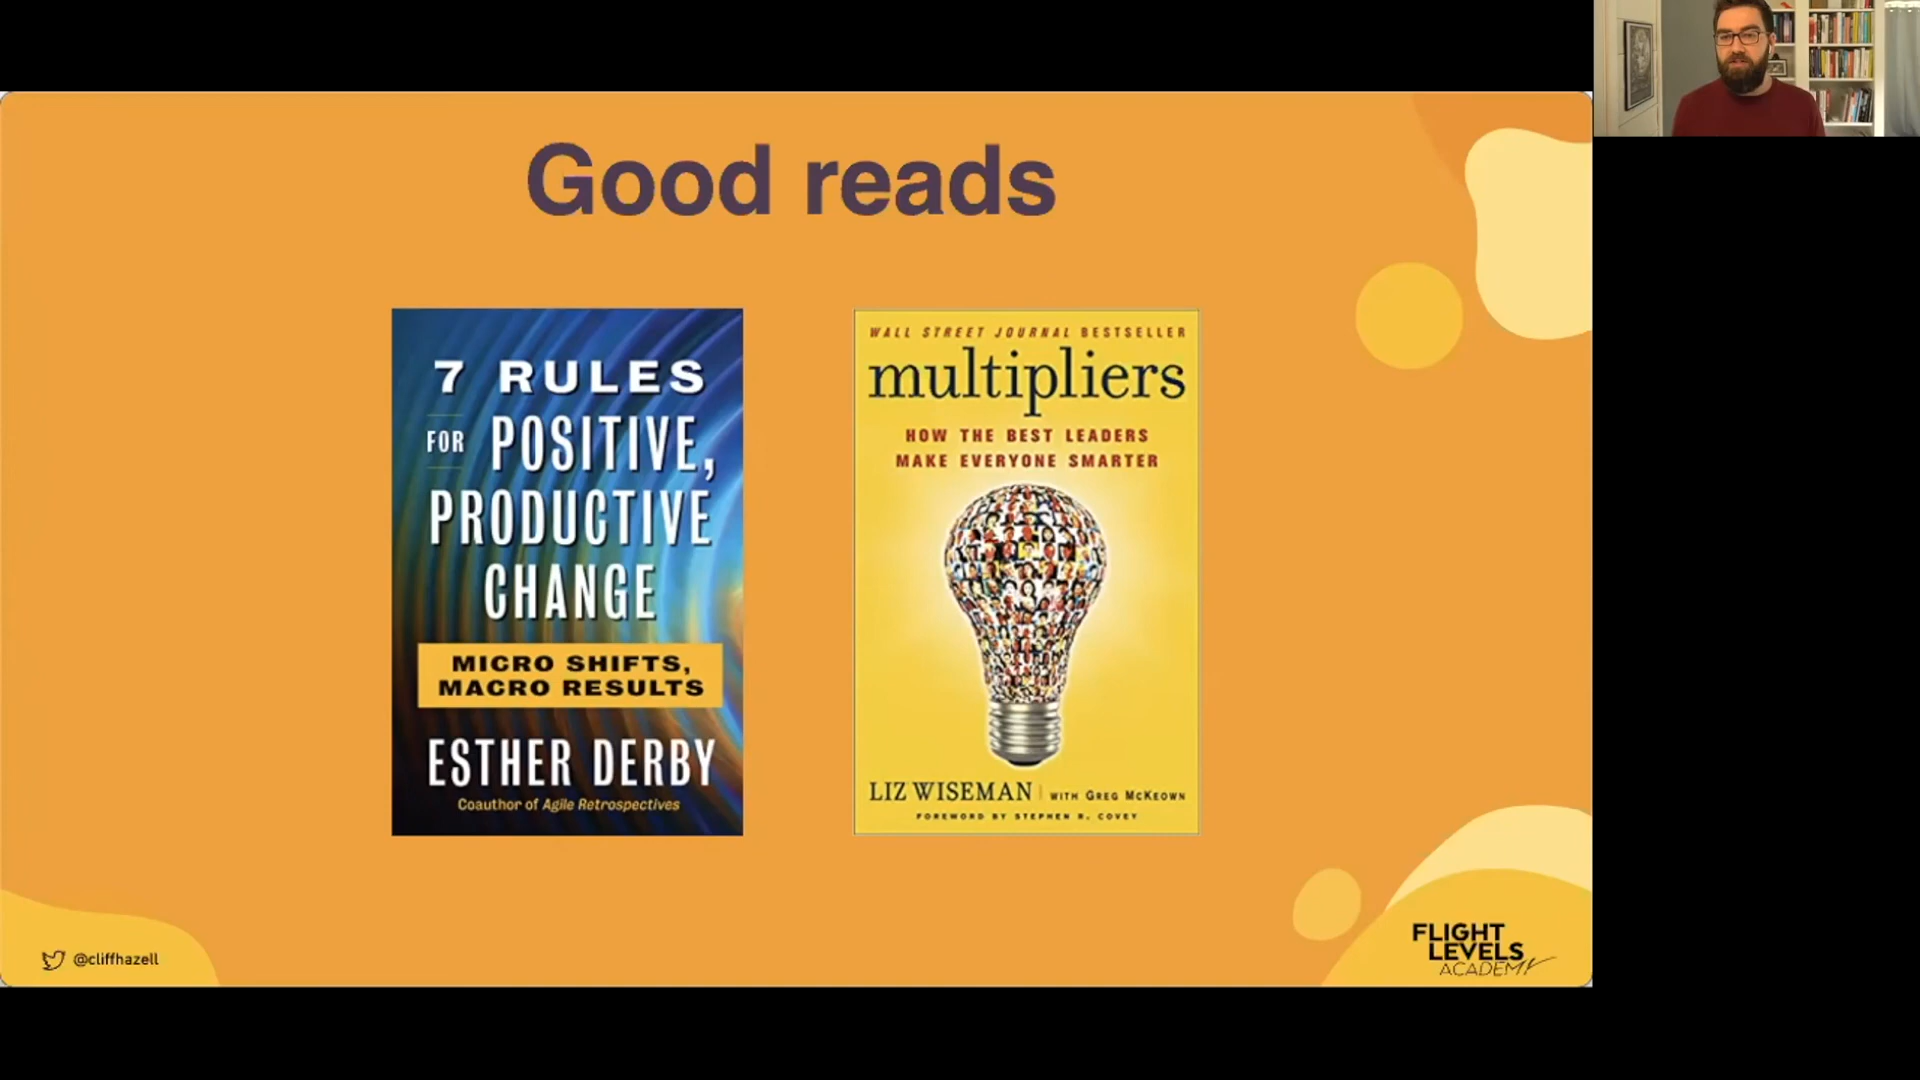 Good reads
7 RULES
FOR POSITIVE,
PRODUCTIVE
CHANGE
MICRO SHIFTS,
MACRO RESULTS
ESTHER DERBY
Coauthor of Agile Retrospectives
WALL STREET JOURNAL BESTSELLER
multipliers
HOW THE BEST LEADERS
MAKE EVERYONE SMARTER
LIZ WISEMAN | WITH GREG McKEOWN
FOREWORD BY STEPHEN R. COVEY
@cliffhazell
FLIGHT
LEVELS
ACADEMY